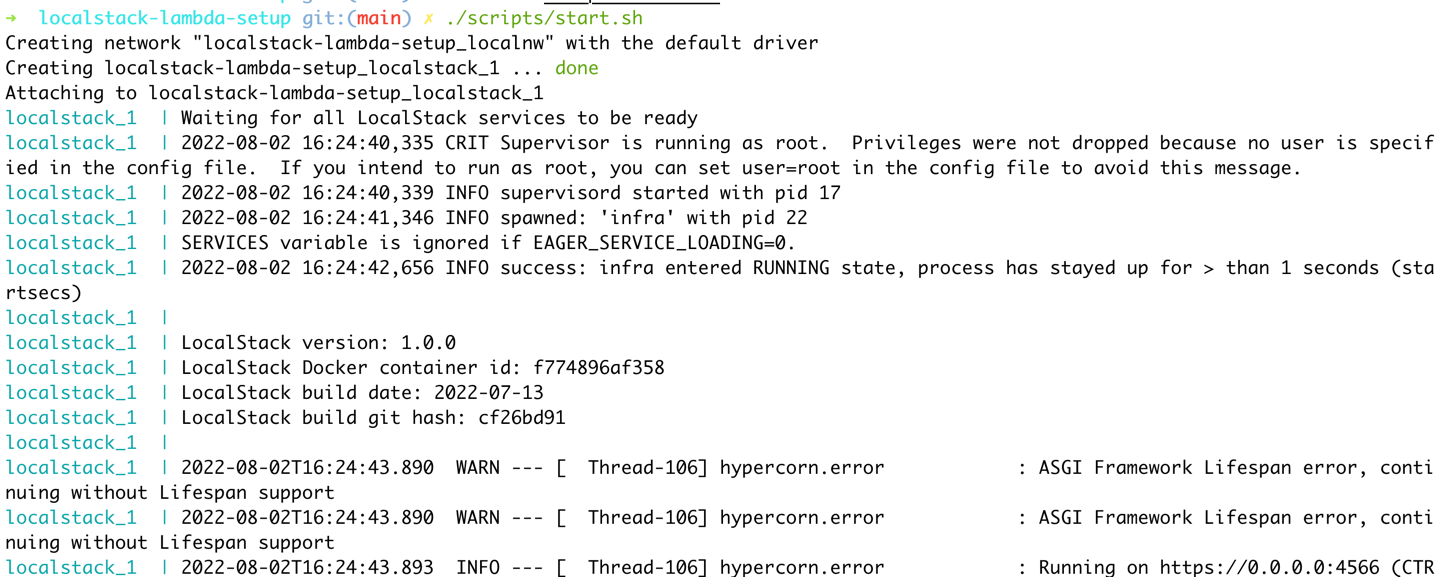 →  localstack-lambda-setup git:(main) ✗ ./scripts/start.sh
Creating network "localstack-lambda-setup_localnw" with the default driver
Creating localstack-lambda-setup_localstack_1 ... done
Attaching to localstack-lambda-setup_localstack_1
localstack_1  | Waiting for all LocalStack services to be ready
localstack_1  | 2022-08-02 16:24:40,335 CRIT Supervisor is running as root.  Privileges were not dropped because no user is specif
ied in the config file.  If you intend to run as root, you can set user=root in the config file to avoid this message.
localstack_1  | 2022-08-02 16:24:40,339 INFO supervisord started with pid 17
localstack_1  | 2022-08-02 16:24:41,346 INFO spawned: 'infra' with pid 22
localstack_1  | SERVICES variable is ignored if EAGER_SERVICE_LOADING=0.
localstack_1  | 2022-08-02 16:24:42,656 INFO success: infra entered RUNNING state, process has stayed up for > than 1 seconds (sta
rtsecs)
localstack_1  |
localstack_1  | LocalStack version: 1.0.0
localstack_1  | LocalStack Docker container id: f774896af358
localstack_1  | LocalStack build date: 2022-07-13
localstack_1  | LocalStack build git hash: cf26bd91
localstack_1  |
localstack_1  | 2022-08-02T16:24:43.890  WARN --- [  Thread-106] hypercorn.error            : ASGI Framework Lifespan error, conti
nuing without Lifespan support
localstack_1  | 2022-08-02T16:24:43.890  WARN --- [  Thread-106] hypercorn.error            : ASGI Framework Lifespan error, conti
nuing without Lifespan support
localstack_1  | 2022-08-02T16:24:43.893  INFO --- [  Thread-106] hypercorn.error            : Running on https://0.0.0.0:4566 (CTR